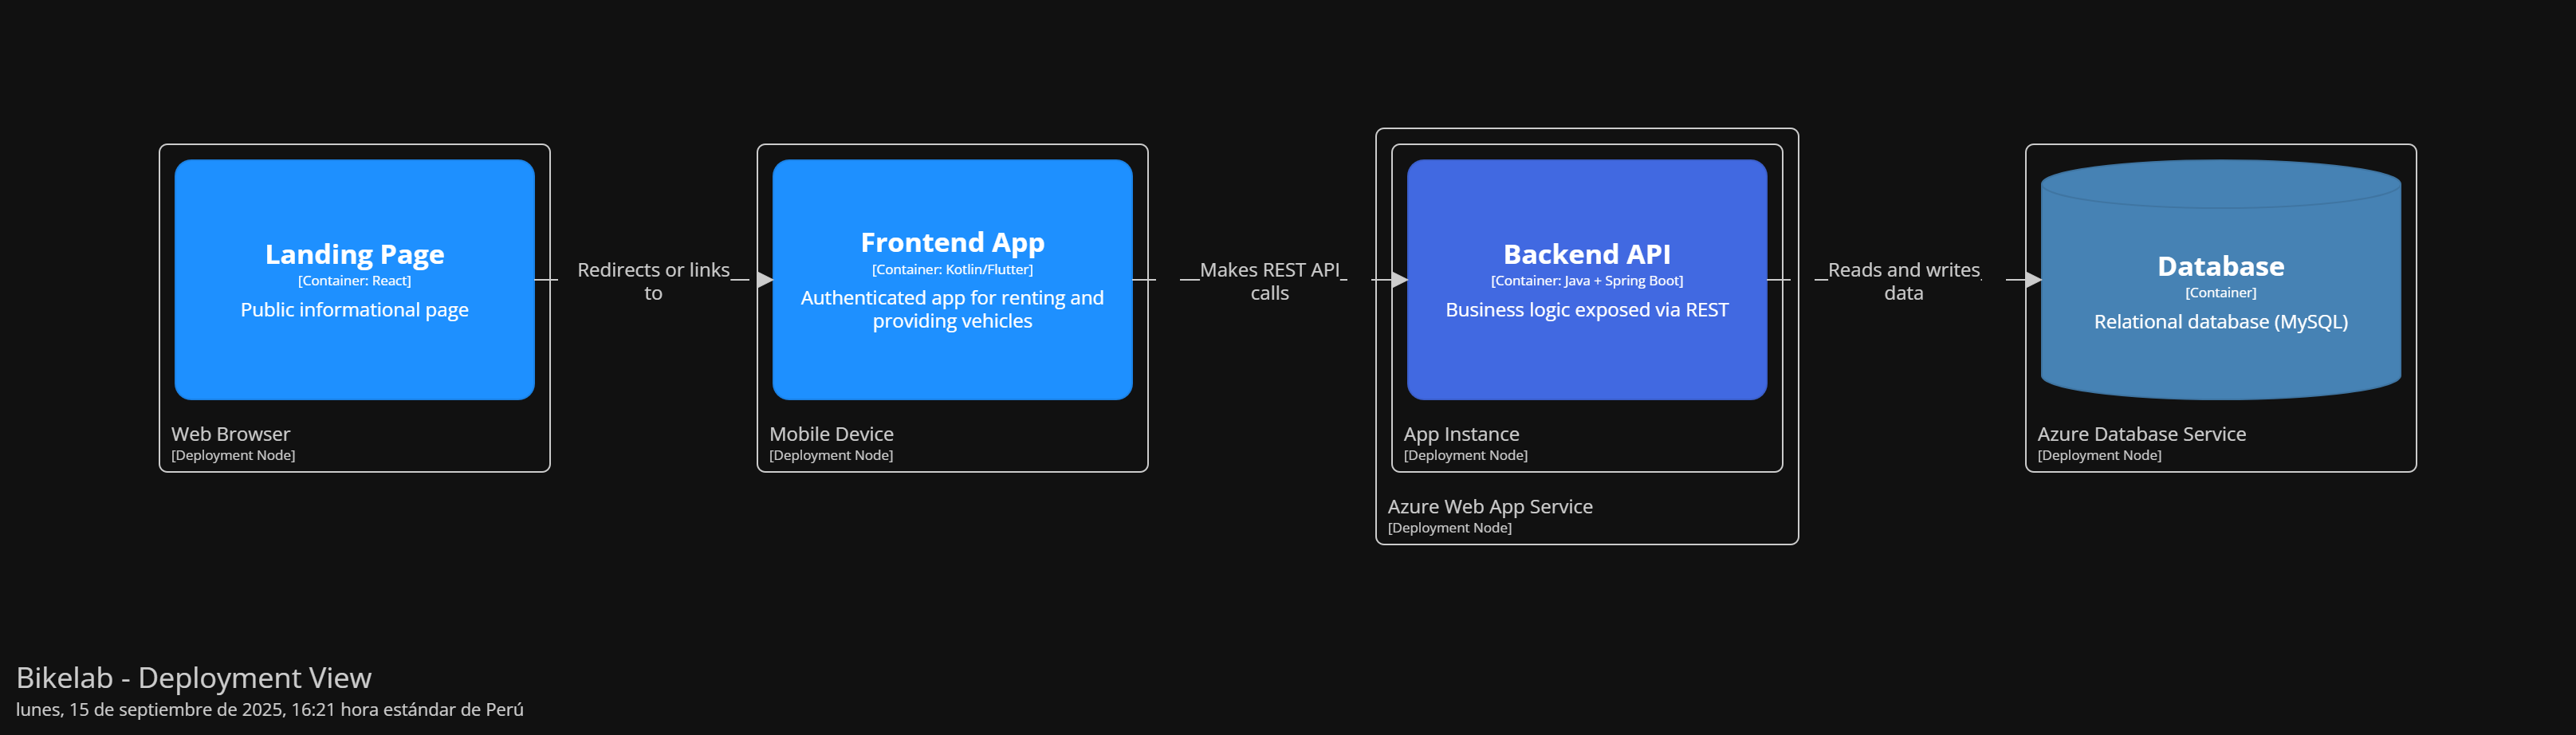 Landing Page
[Container: React]
Public informational page
Web Browser
[Deployment Node]
Redirects or links
to
Frontend App
[Container: Kotlin/Flutter]
Authenticated app for renting and
providing vehicles
Mobile Device
[Deployment Node]
Makes REST API
calls
Backend API
[Container: Java + Spring Boot]
Business logic exposed via REST
App Instance
[Deployment Node]
Azure Web App Service
[Deployment Node]
Reads and writes
data
Database
[Container]
Relational database (MySQL)
Azure Database Service
[Deployment Node]
Bikelab - Deployment View
lunes, 15 de septiembre de 2025, 16:21 hora estándar de Perú